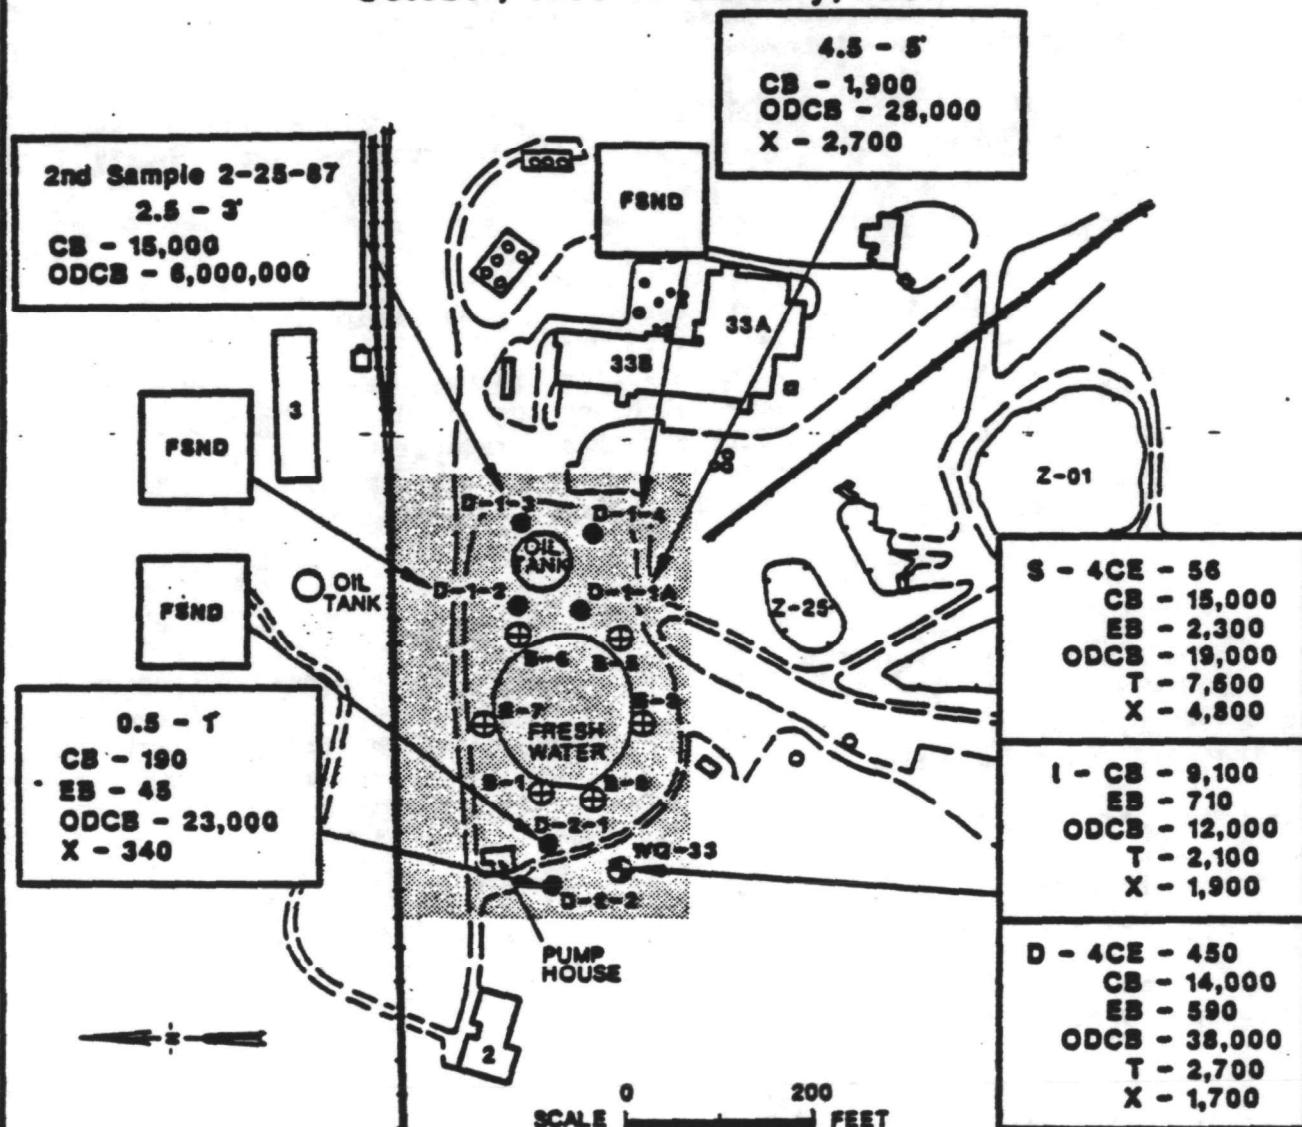 4.5 - 5'
CB - 1,900
ODCB - 25,000
X - 2,700
2nd Sample 2-25-87
2.5 - 3'
CB - 15,000
ODCB - 6,000,000
FSND
33A
33B
3
FSND
Z-01
D-1-3
D-1-4
OIL
TANK
OIL
TANK
D-1-2
D-1-1A
Z-25
FSND
S - 4CE - 56
CB - 15,000
EB - 2,300
ODCB - 19,000
T - 7,500
X - 4,800
FRESH
WATER
0.5 - 1'
CB - 190
EB - 45
ODCB - 23,000
X - 340
I - CB - 9,100
EB - 710
ODCB - 12,000
T - 2,100
X - 1,900
D-2-1
WQ-33
D-2-2
PUMP
HOUSE
D - 4CE - 450
CB - 14,000
EB - 590
ODCB - 38,000
T - 2,700
X - 1,700
N
2
0 200
SCALE FEET